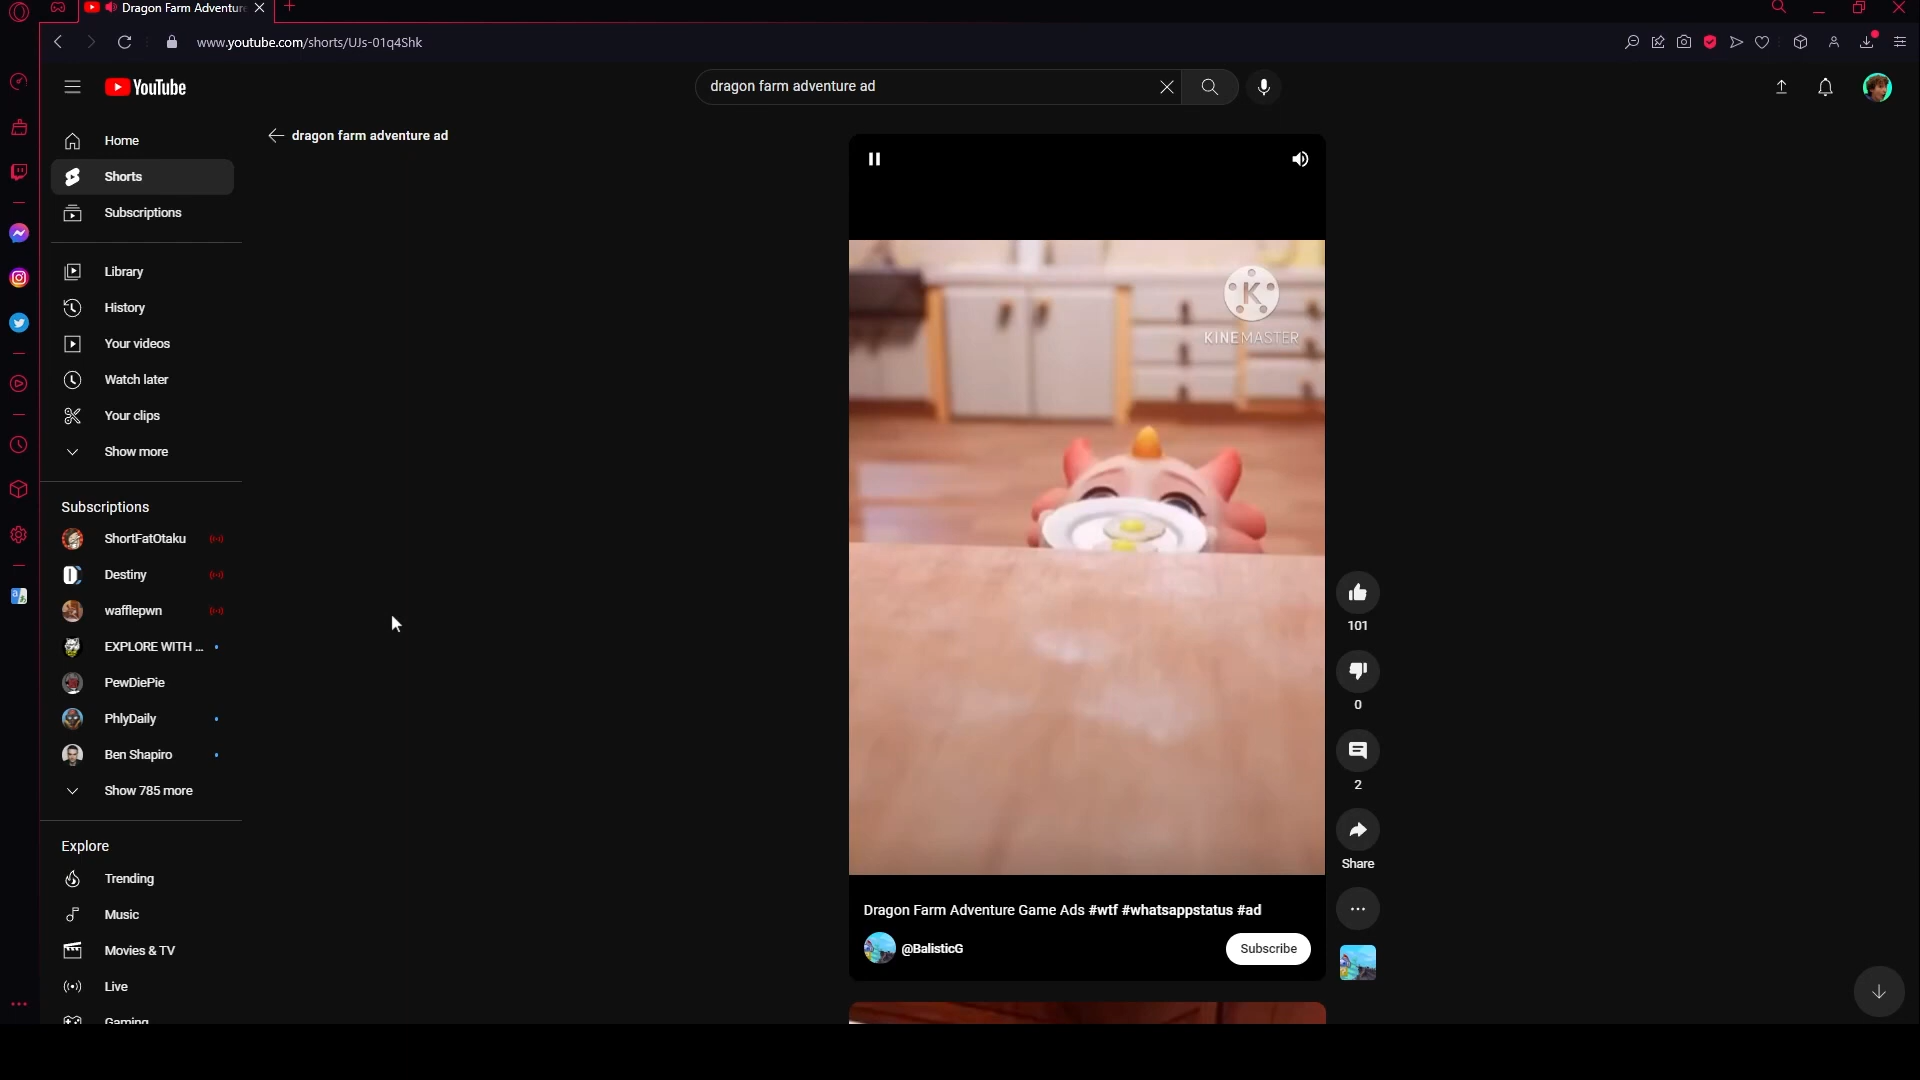 Dragon Farm Adventure
www.youtube.com/shorts/UJs-01q4Shk
YouTube
dragon farm adventure ad
Home
Shorts
Subscriptions
Library
History
Your videos
Watch later
Your clips
Show more
Subscriptions
ShortFatOtaku
Destiny
wafflepwn
EXPLORE WITH ...
PewDiePie
PhlyDaily
Ben Shapiro
Show 785 more
Explore
Trending
Music
Movies & TV
Live
Gaming
dragon farm adventure ad
K
KINEMASTER
101
0
2
Share
Dragon Farm Adventure Game Ads #wtf #whatsappstatus #ad
@BalisticG
Subscribe